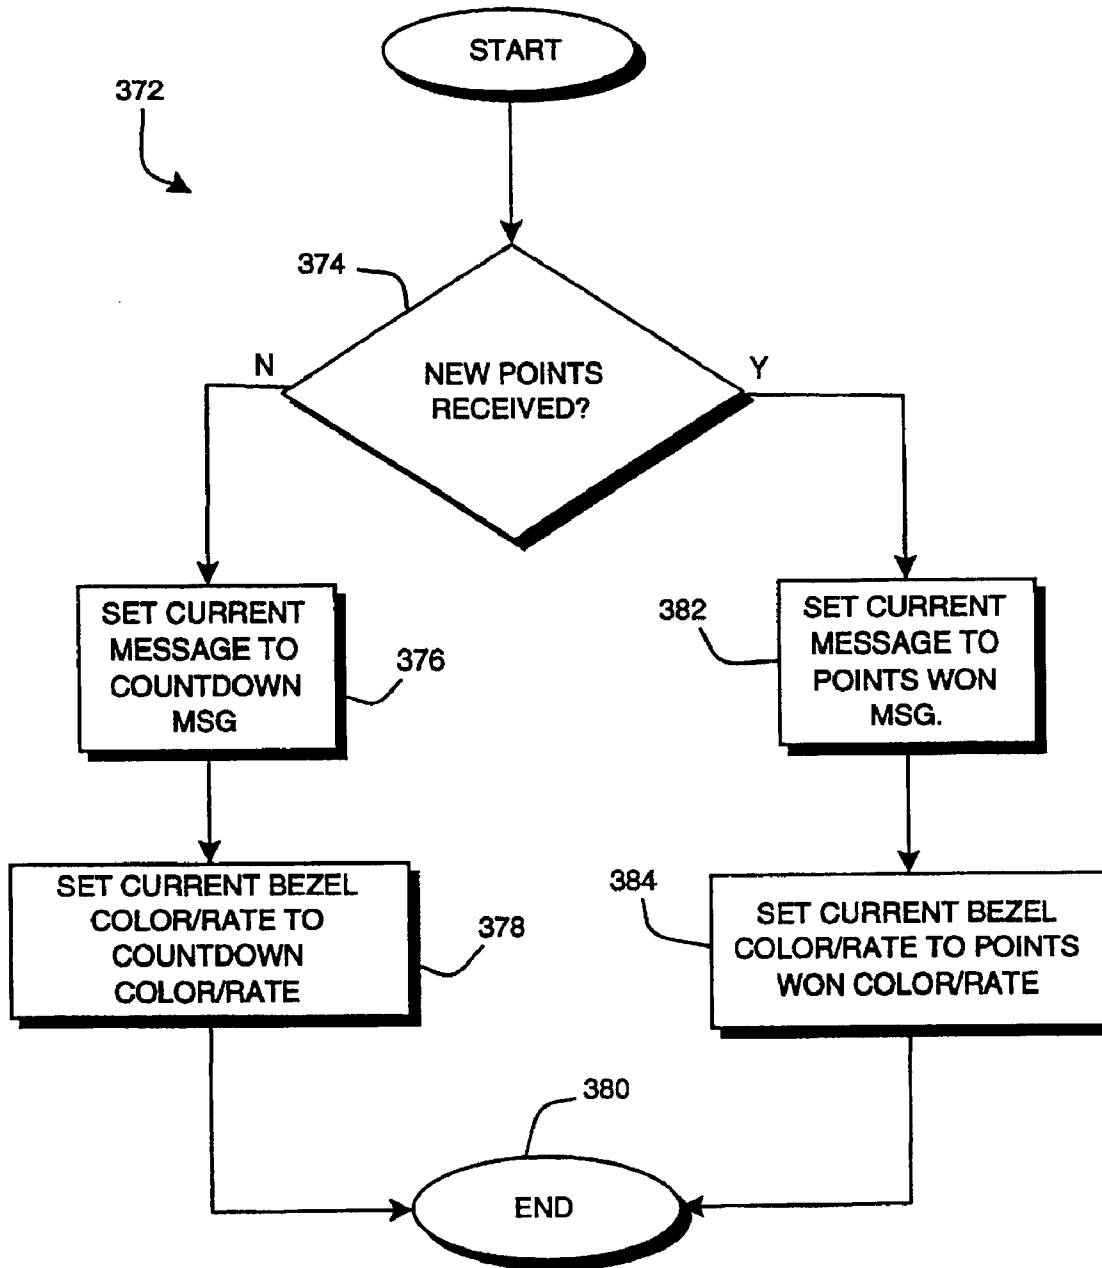 START
372
374
N
Y
NEW POINTS
RECEIVED?
SET CURRENT
MESSAGE TO
COUNTDOWN
MSG
376
382
SET CURRENT
MESSAGE TO
POINTS WON
MSG.
SET CURRENT BEZEL
COLOR/RATE TO
COUNTDOWN
COLOR/RATE
378
384
SET CURRENT BEZEL
COLOR/RATE TO POINTS
WON COLOR/RATE
380
END